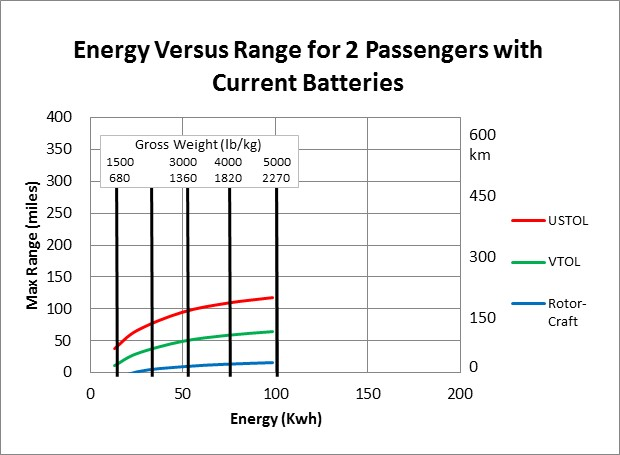 Energy Versus Range for 2 Passengers with
Current Batteries
400
350
300
250
200
150
100
50
0
Max Range (miles)
Gross Weight (lb/kg)
1500 3000 4000 5000
680 1360 1820 2270
600
km
450
300
150
0
0 50 100 150 200
Energy (Kwh)
USTOL
VTOL
Rotor-
Craft